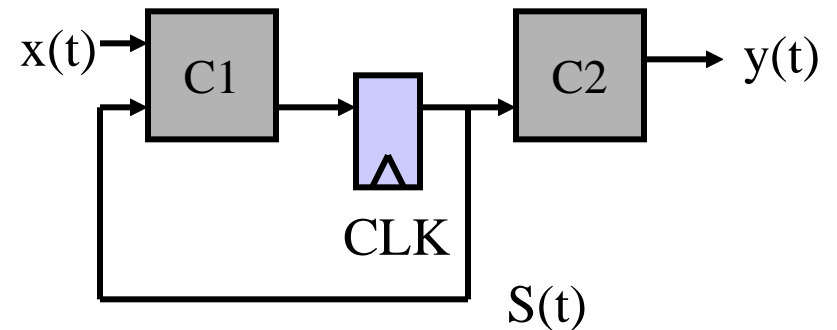 x(t)
C1
CLK
C2
y(t)
S(t)